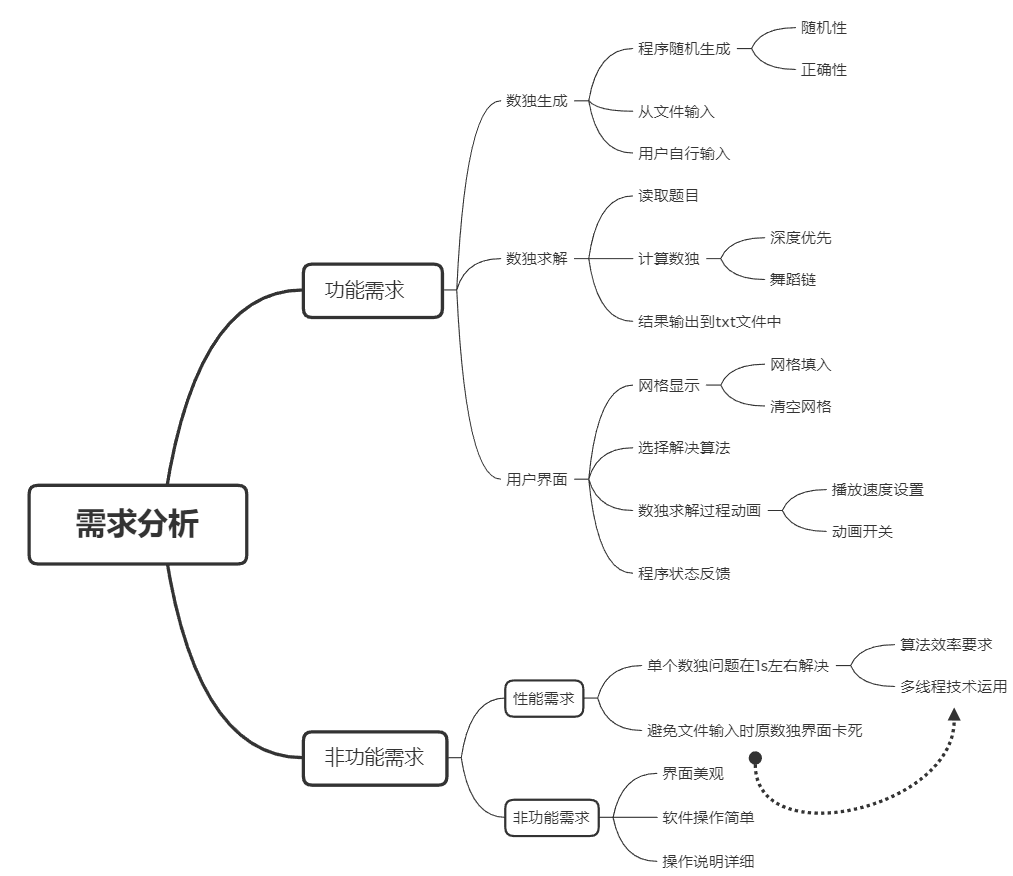 需求分析
功能需求
数独生成
程序随机生成
随机性
正确性
从文件输入
用户自行输入
数独求解
读取题目
计算数独
深度优先
舞蹈链
结果输出到txt文件中
用户界面
网格显示
网格填入
清空网格
选择解决算法
数独求解过程动画
播放速度设置
动画开关
程序状态反馈
非功能需求
性能需求
单个数独问题在1s左右解决
算法效率要求
多线程技术运用
避免文件输入时原数独界面卡死
非功能需求
界面美观
软件操作简单
操作说明详细